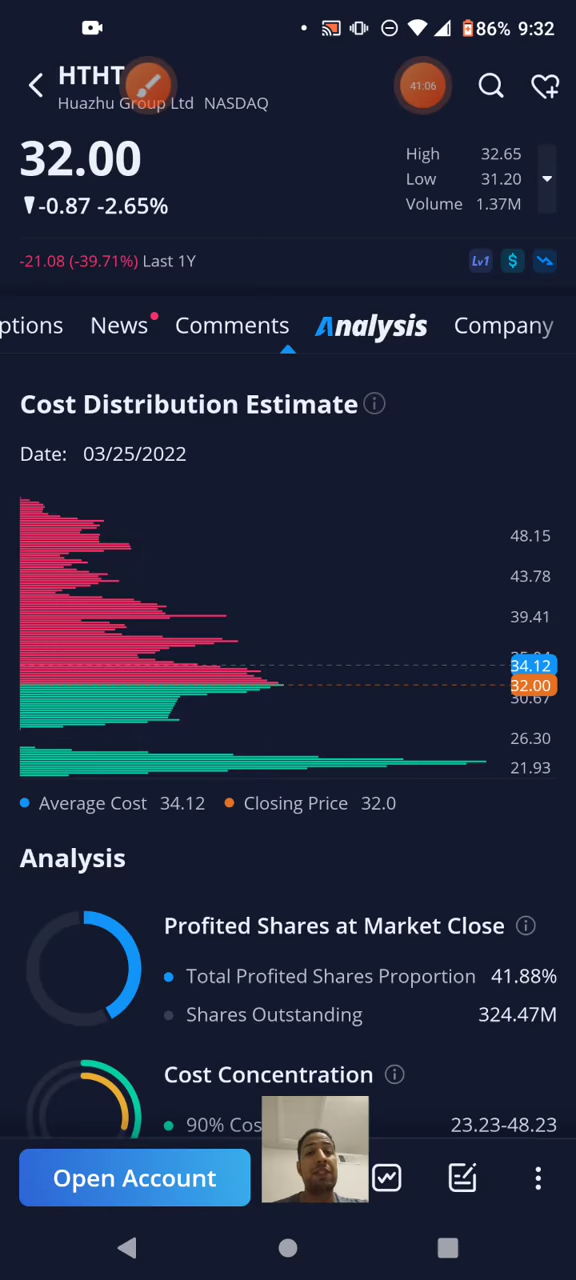 86% 9:32
HTHT
Huazhu Group Ltd NASDAQ
41:06
32.00
-0.87 -2.65%
High 32.65
Low 31.20
Volume 1.37M
-21.08 (-39.71%) Last 1Y
Lv1 $
ptions News Comments Analysis Company
Cost Distribution Estimate
Date: 03/25/2022
48.15
43.78
39.41
34.12
32.00
30.67
26.30
21.93
Average Cost 34.12 Closing Price 32.0
Analysis
Profited Shares at Market Close
Total Profited Shares Proportion 41.88%
Shares Outstanding 324.47M
Cost Concentration
90% Cos 23.23-48.23
Open Account